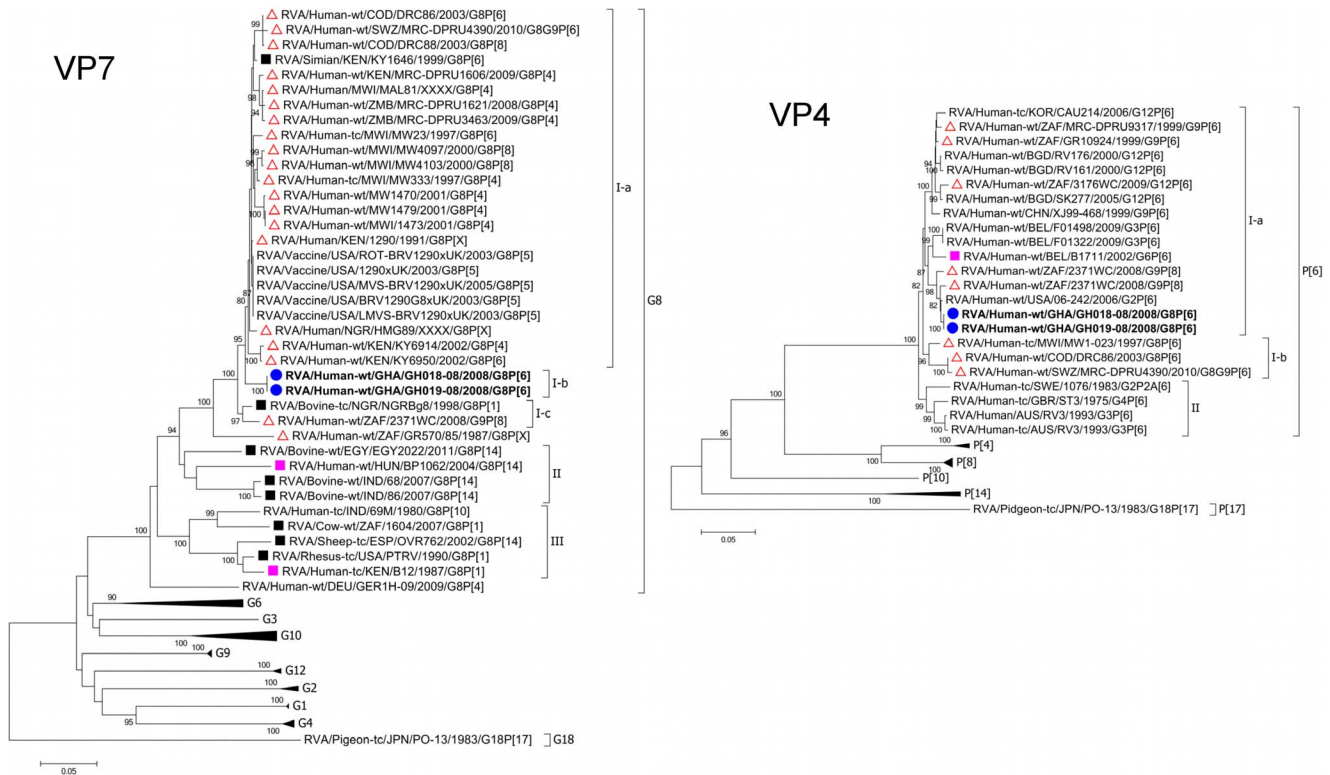 VP7
99
RVA/Human-wt/COD/DRC86/2003/G8P[6]
RVA/Human-wt/SWZ/MRC-DPRU4390/2010/G8G9P[6]
RVA/Human-wt/COD/DRC88/2003/G8P[8]
RVA/Simian/KEN/KY1646/1999/G8P[6]
RVA/Human-wt/KEN/MRC-DPRU1606/2009/G8P[4]
RVA/Human/MWI/MAL81/XXXX/G8P[4]
98
RVA/Human-wt/ZMB/MRC-DPRU1621/2008/G8P[4]
94
RVA/Human-wt/ZMB/MRC-DPRU3463/2009/G8P[4]
RVA/Human-tc/MWI/MW23/1997/G8P[6]
99
RVA/Human-wt/MWI/MW4097/2000/G8P[8]
RVA/Human-wt/MWI/MW4103/2000/G8P[8]
RVA/Human-tc/MWI/MW333/1997/G8P[4]
RVA/Human-wt/MW1470/2001/G8P[4]
RVA/Human-wt/MW1479/2001/G8P[4]
100
RVA/Human-wt/MWI/1473/2001/G8P[4]
RVA/Human/KEN/1290/1991/G8P[X]
RVA/Vaccine/USA/ROT-BRV1290xUK/2003/G8P[5]
RVA/Vaccine/USA/1290xUK/2003/G8P[5]
RVA/Vaccine/USA/MVS-BRV1290xUK/2005/G8P[5]
87
80
RVA/Vaccine/USA/BRV1290G8xUK/2003/G8P[5]
RVA/Vaccine/USA/LMVS-BRV1290xUK/2003/G8P[5]
RVA/Human/NGR/HMG89/XXXX/G8P[X]
95
RVA/Human-wt/KEN/KY6914/2002/G8P[4]
100
RVA/Human-wt/KEN/KY6950/2002/G8P[6]
100
RVA/Human-wt/GHA/GH018-08/2008/G8P[6]
100
RVA/Human-wt/GHA/GH019-08/2008/G8P[6]
100
RVA/Bovine-tc/NGR/NGRBg8/1998/G8P[1]
97
RVA/Human-wt/ZAF/2371WC/2008/G9P[8]
94
RVA/Human-wt/ZAF/GR570/85/1987/G8P[X]
RVA/Bovine-wt/EGY/EGY2022/2011/G8P[14]
RVA/Human-wt/HUN/BP1062/2004/G8P[14]
RVA/Bovine-wt/IND/68/2007/G8P[14]
100
RVA/Bovine-wt/IND/86/2007/G8P[14]
RVA/Human-tc/IND/69M/1980/G8P[10]
99
RVA/Cow-wt/ZAF/1604/2007/G8P[1]
100
RVA/Sheep-tc/ESP/OVR762/2002/G8P[14]
RVA/Rhesus-tc/USA/PTRV/1990/G8P[1]
100
100
RVA/Human-tc/KEN/B12/1987/G8P[1]
RVA/Human-wt/DEU/GER1H-09/2009/G8P[4]
I-a
I-b
I-c
II
III
G8
90
G6
G3
100
G10
100
100
G9
100
G12
100
G2
100
G1
95
100
G4
RVA/Pigeon-tc/JPN/PO-13/1983/G18P[17]
G18
0.05
VP4
RVA/Human-tc/KOR/CAU214/2006/G12P[6]
RVA/Human-wt/ZAF/MRC-DPRU9317/1999/G9P[6]
RVA/Human-wt/ZAF/GR10924/1999/G9P[6]
94
RVA/Human-wt/BGD/RV176/2000/G12P[6]
100
RVA/Human-wt/BGD/RV161/2000/G12P[6]
100
RVA/Human-wt/ZAF/3176WC/2009/G12P[6]
99
RVA/Human-wt/BGD/SK277/2005/G12P[6]
RVA/Human-wt/CHN/XJ99-468/1999/G9P[6]
100
RVA/Human-wt/BEL/F01498/2009/G3P[6]
99
RVA/Human-wt/BEL/F01322/2009/G3P[6]
RVA/Human-wt/BEL/B1711/2002/G6P[6]
87
RVA/Human-wt/ZAF/2371WC/2008/G9P[8]
82
98
RVA/Human-wt/ZAF/2371WC/2008/G9P[8]
82
RVA/Human-wt/USA/06-242/2006/G2P[6]
RVA/Human-wt/GHA/GH018-08/2008/G8P[6]
100
RVA/Human-wt/GHA/GH019-08/2008/G8P[6]
100
RVA/Human-tc/MWI/MW1-023/1997/G8P[6]
100
RVA/Human-wt/COD/DRC86/2003/G8P[6]
100
RVA/Human-wt/SWZ/MRC-DPRU4390/2010/G8G9P[6]
RVA/Human-tc/SWE/1076/1983/G2P2A[6]
99
RVA/Human-tc/GBR/ST3/1975/G4P[6]
99
RVA/Human/AUS/RV3/1993/G3P[6]
100
RVA/Human-tc/AUS/RV3/1993/G3P[6]
I-a
I-b
II
P[6]
96
100
P[4]
100
P[8]
100
P[10]
100
P[14]
RVA/Pidgeon-tc/JPN/PO-13/1983/G18P[17]
P[17]
0.05